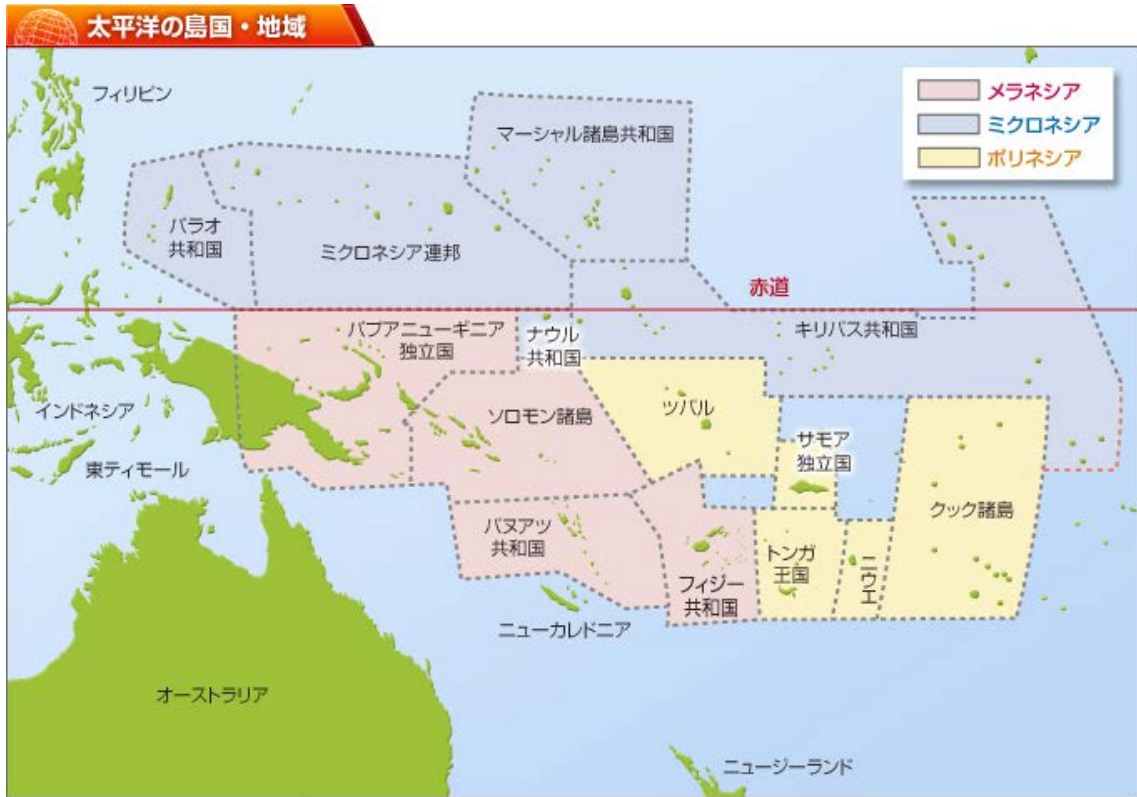 太平洋の島国・地域
フィリピン
メラネシア
ミクロネシア
ポリネシア
マーシャル諸島共和国
パラオ
共和国
ミクロネシア連邦
赤道
パプアニューギニア
独立国
ナウル
共和国
キリバス共和国
インドネシア
ソロモン諸島
ツバル
サモア
独立国
東ティモール
クック諸島
バヌアツ
共和国
トンガ
王国
ニウエ
フィジー
共和国
ニューカレドニア
オーストラリア
ニュージーランド